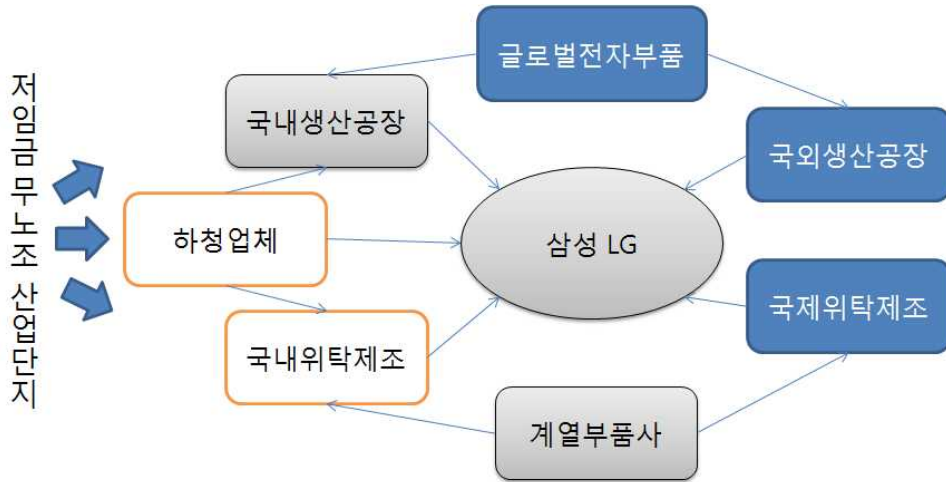 저임금 무노조 산업단지
글로벌전자부품
국내생산공장
국외생산공장
하청업체
삼성 LG
국제위탁제조
국내위탁제조
계열부품사